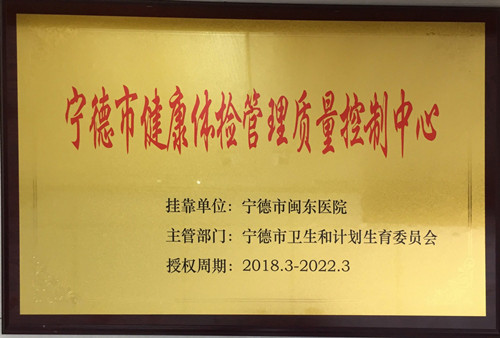 宁德市健康体检管理质量控制中心
挂靠单位：宁德市闽东医院
主管部门：宁德市卫生和计划生育委员会
授权周期：2018.3-2022.3